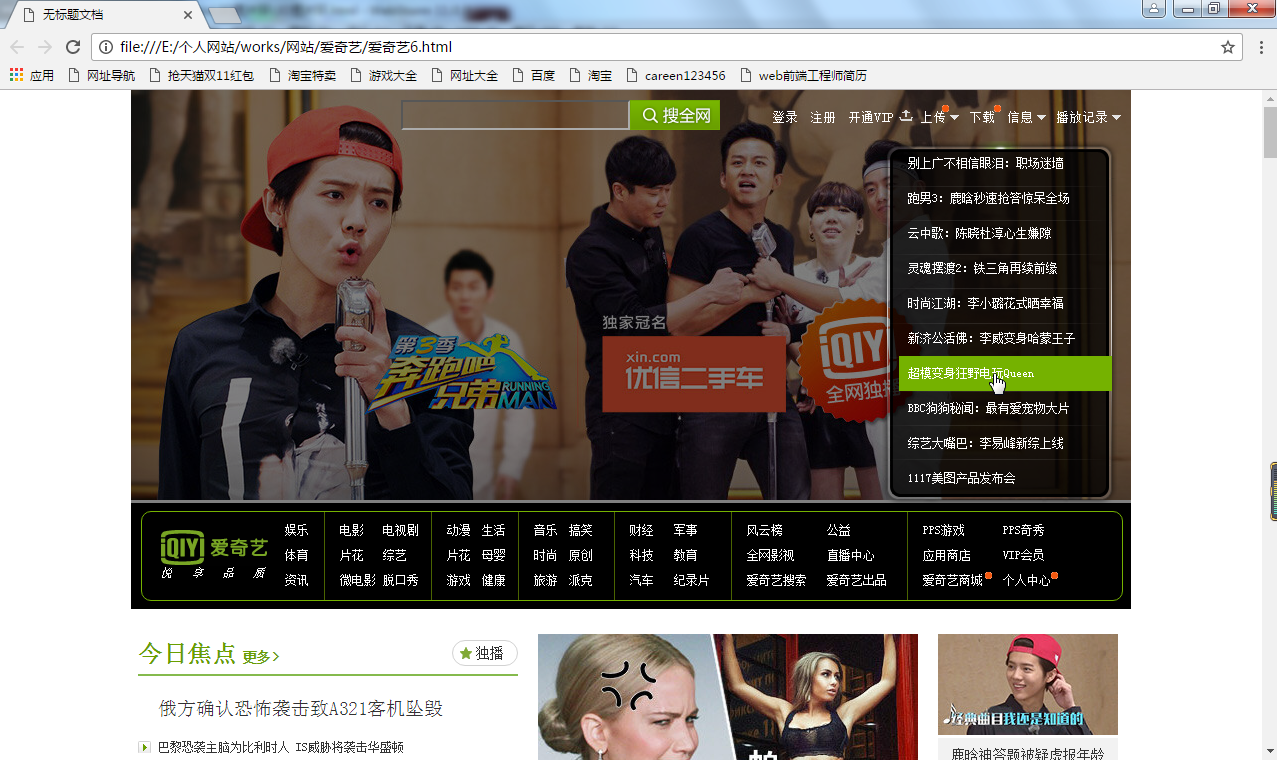 无标题文档
file:///E:/个人网站/works/网站/爱奇艺/爱奇艺6.html
应用 网址导航 抢天猫双11红包 淘宝特卖 游戏大全 网址大全 百度 淘宝 careen123456 web前端工程师简历
搜全网
登录 注册 开通VIP 上传 下载 信息 播放记录
别上广不相信眼泪：职场迷墙
跑男3：鹿晗秒速抢答惊呆全场
云中歌：陈晓杜淳心生嫌隙
灵魂摆渡2：铁三角再续前缘
时尚江湖：李小璐花式晒幸福
新济公活佛：李威变身哈蒙王子
超模变身狂野电玩Queen
BBC狗狗秘闻：最有爱宠物大片
综艺大嘴巴：李易峰新综上线
1117美图产品发布会
独家冠名
xin.com
优信二手车
第3季
奔跑吧
兄弟 RUNNING MAN
iQIYI
全网独播
iQIYI 爱奇艺
悦 享 品 质
娱乐 电影 电视剧 动漫 生活 音乐 搞笑 财经 军事 风云榜 公益 PPS游戏 PPS奇秀
体育 片花 综艺 片花 母婴 时尚 原创 科技 教育 全网影视 直播中心 应用商店 VIP会员
资讯 微电影 脱口秀 游戏 健康 旅游 派克 汽车 纪录片 爱奇艺搜索 爱奇艺出品 爱奇艺商城 个人中心
今日焦点 更多>
独播
俄方确认恐怖袭击致A321客机坠毁
巴黎恐袭主脑为比利时人 IS威胁将袭击华盛顿
经典曲目我还是知道的
鹿晗神答题被疑虚报年龄